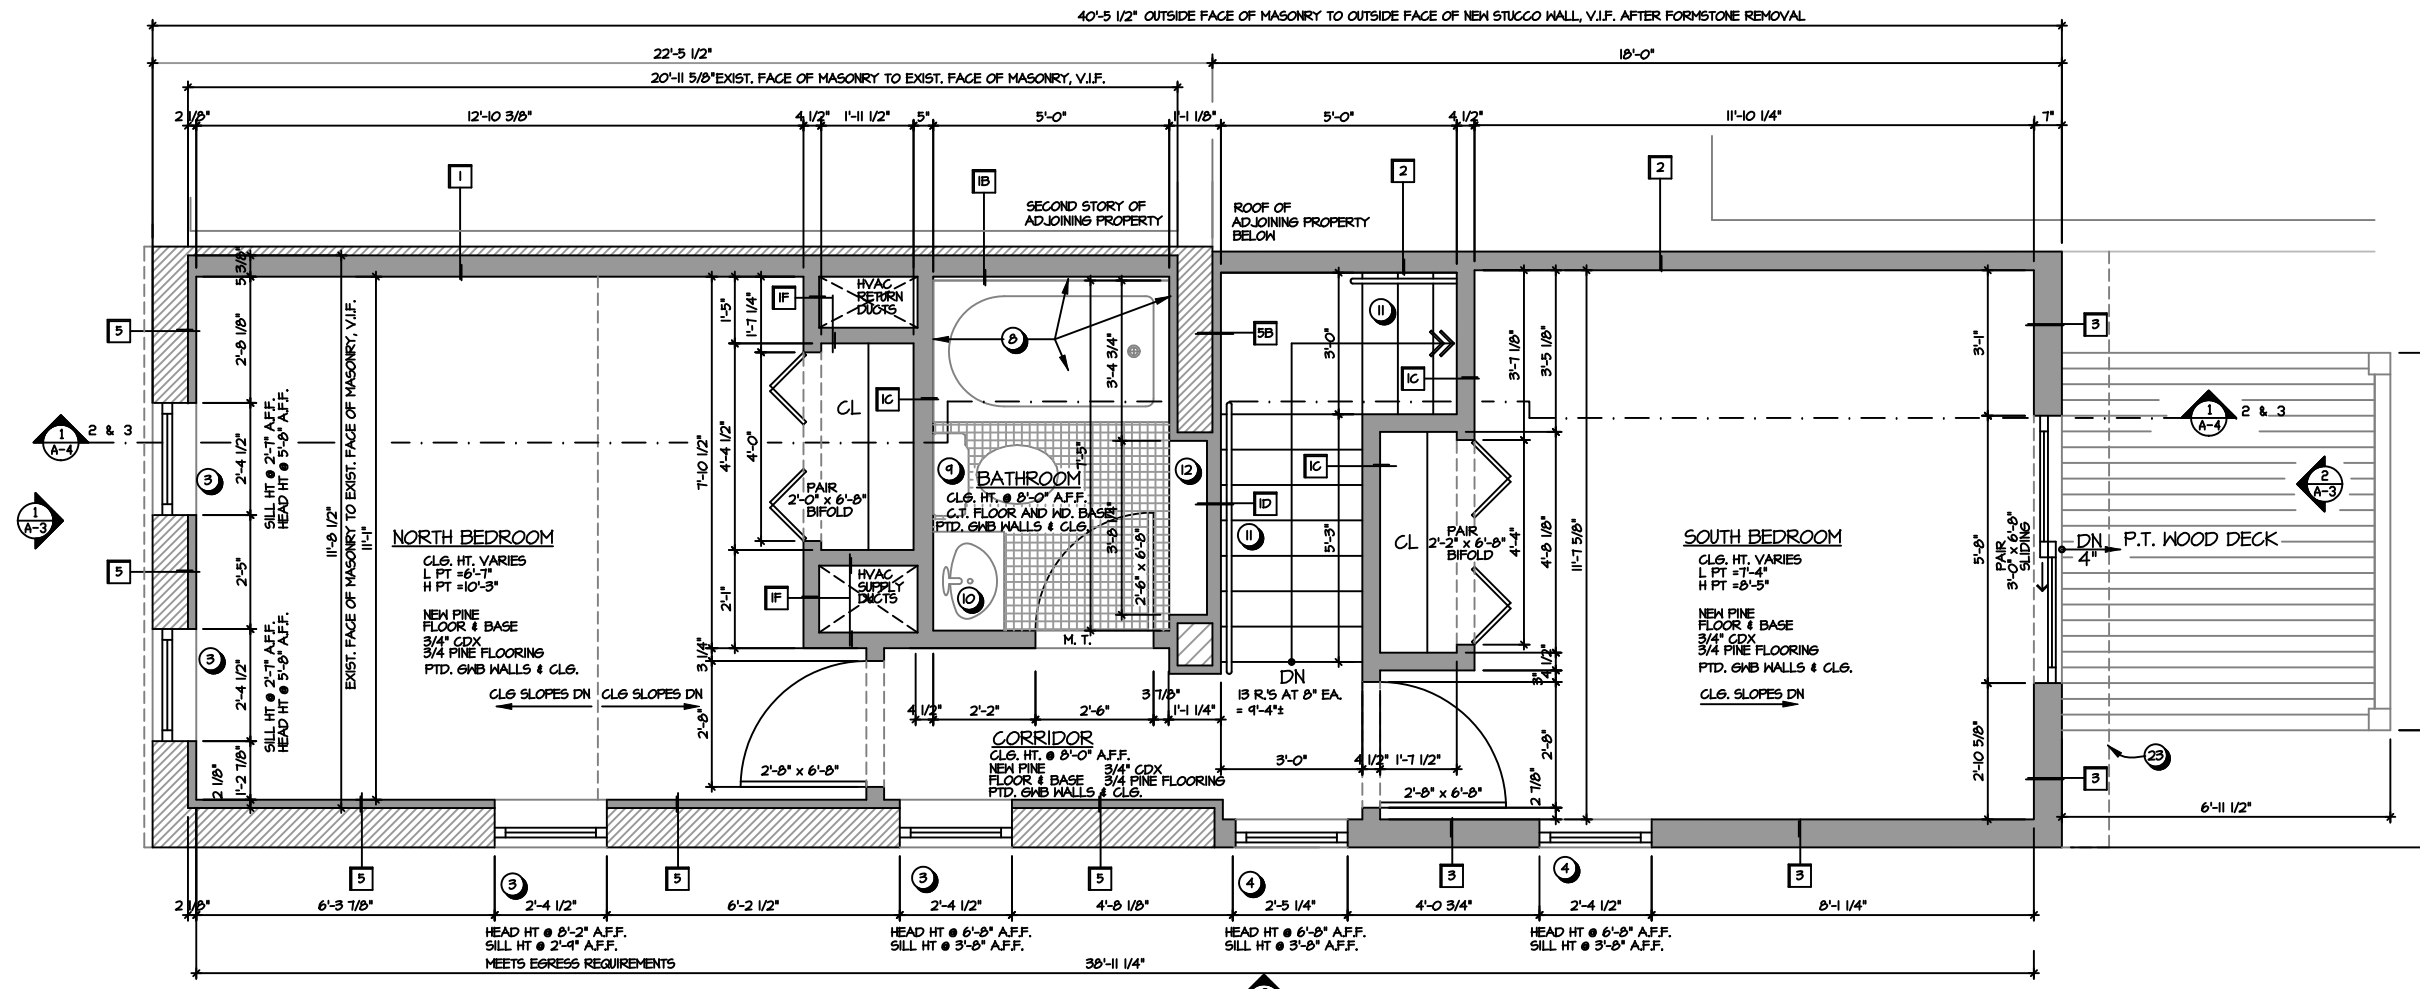 40'-5 1/2" OUTSIDE FACE OF MASONRY TO OUTSIDE FACE OF NEW STUCCO WALL, V.I.F. AFTER FORMSTONE REMOVAL
22'-5 1/2"
18'-0"
20'-11 5/8" EXIST. FACE OF MASONRY TO EXIST. FACE OF MASONRY, V.I.F.
2 1/8"
12'-10 3/8"
4 1/2"
1'-11 1/2"
5"
5'-0"
1'-1 1/8"
5'-0"
4 1/2"
11'-10 1/4"
7"
1
1B
2
2
SECOND STORY OF
ADJOINING PROPERTY
ROOF OF
ADJOINING PROPERTY
BELOW
5 3/8"
2'-8 1/8"
2'-4 1/2"
2'-5"
2'-4 1/2"
1'-2 7/8"
2 1/8"
SILL HT @ 2'-7" A.F.F.
HEAD HT @ 5'-8" A.F.F.
SILL HT @ 2'-7" A.F.F.
HEAD HT @ 5'-8" A.F.F.
11'-8 1/2"
EXIST. FACE OF MASONRY TO EXIST. FACE OF MASONRY, V.I.F.
11'-1"
5
5
1
A-4
2 & 3
1
A-3
3
3
NORTH BEDROOM
CLG. HT. VARIES
L PT =6'-7"
H PT =10'-3"
NEW PINE
FLOOR & BASE
3/4" CDX
3/4 PINE FLOORING
PTD. GWB WALLS & CLG.
CLG SLOPES DN
CLG SLOPES DN
7'-10 1/2"
1'-5"
4'-4 1/2"
2'-1"
1'-7 1/4"
4'-0"
3 1/4"
2'-8"
2'-8" x 6'-8"
1F
HVAC
RETURN
DUCTS
CL
PAIR
2'-0" x 6'-8"
BIFOLD
1C
1F
HVAC
SUPPLY
DUCTS
8
9
10
BATHROOM
CLG. HT. @ 8'-0" A.F.F.
C.T. FLOOR AND WD. BASE
PTD. GWB WALLS & CLG.
7'-5"
3'-4 3/4"
3'-8 1/4"
2'-6" x 6'-8"
M. T.
12
5B
1D
4 1/2"
2'-2"
2'-6"
3 7/8"
1'-1 1/4"
CORRIDOR
CLG. HT. @ 8'-0" A.F.F.
NEW PINE
FLOOR & BASE
3/4" CDX
3/4 PINE FLOORING
PTD. GWB WALLS & CLG.
11
11
3'-0"
5'-3"
DN
13 R.'S AT 8" EA.
= 9'-4"±
3'-0"
4 1/2"
1'-7 1/2"
1C
1C
CL
PAIR
2'-2" x 6'-8"
BIFOLD
3'-7 1/8"
4'-4"
3'-5 1/8"
4'-8 1/8"
4 1/2"
3"
2'-8"
2 7/8"
11'-7 5/8"
2'-8" x 6'-8"
SOUTH BEDROOM
CLG. HT. VARIES
L PT =7'-4"
H PT =8'-5"
NEW PINE
FLOOR & BASE
3/4" CDX
3/4 PINE FLOORING
PTD. GWB WALLS & CLG.
CLG. SLOPES DN
3'-1"
5'-8"
2'-10 5/8"
PAIR
3'-0" x 6'-8"
SLIDING
3
3
1
A-4
2 & 3
2
A-3
DN
4"
P.T. WOOD DECK
23
6'-11 1/2"
5
3
5
3
5
4
3
4
3
2 1/8"
6'-3 7/8"
2'-4 1/2"
6'-2 1/2"
2'-4 1/2"
4'-8 1/8"
2'-5 1/4"
4'-0 3/4"
2'-4 1/2"
8'-1 1/4"
HEAD HT @ 8'-2" A.F.F.
SILL HT @ 2'-9" A.F.F.
MEETS EGRESS REQUIREMENTS
HEAD HT @ 6'-8" A.F.F.
SILL HT @ 3'-8" A.F.F.
HEAD HT @ 6'-8" A.F.F.
SILL HT @ 3'-8" A.F.F.
HEAD HT @ 6'-8" A.F.F.
SILL HT @ 3'-8" A.F.F.
38'-11 1/4"